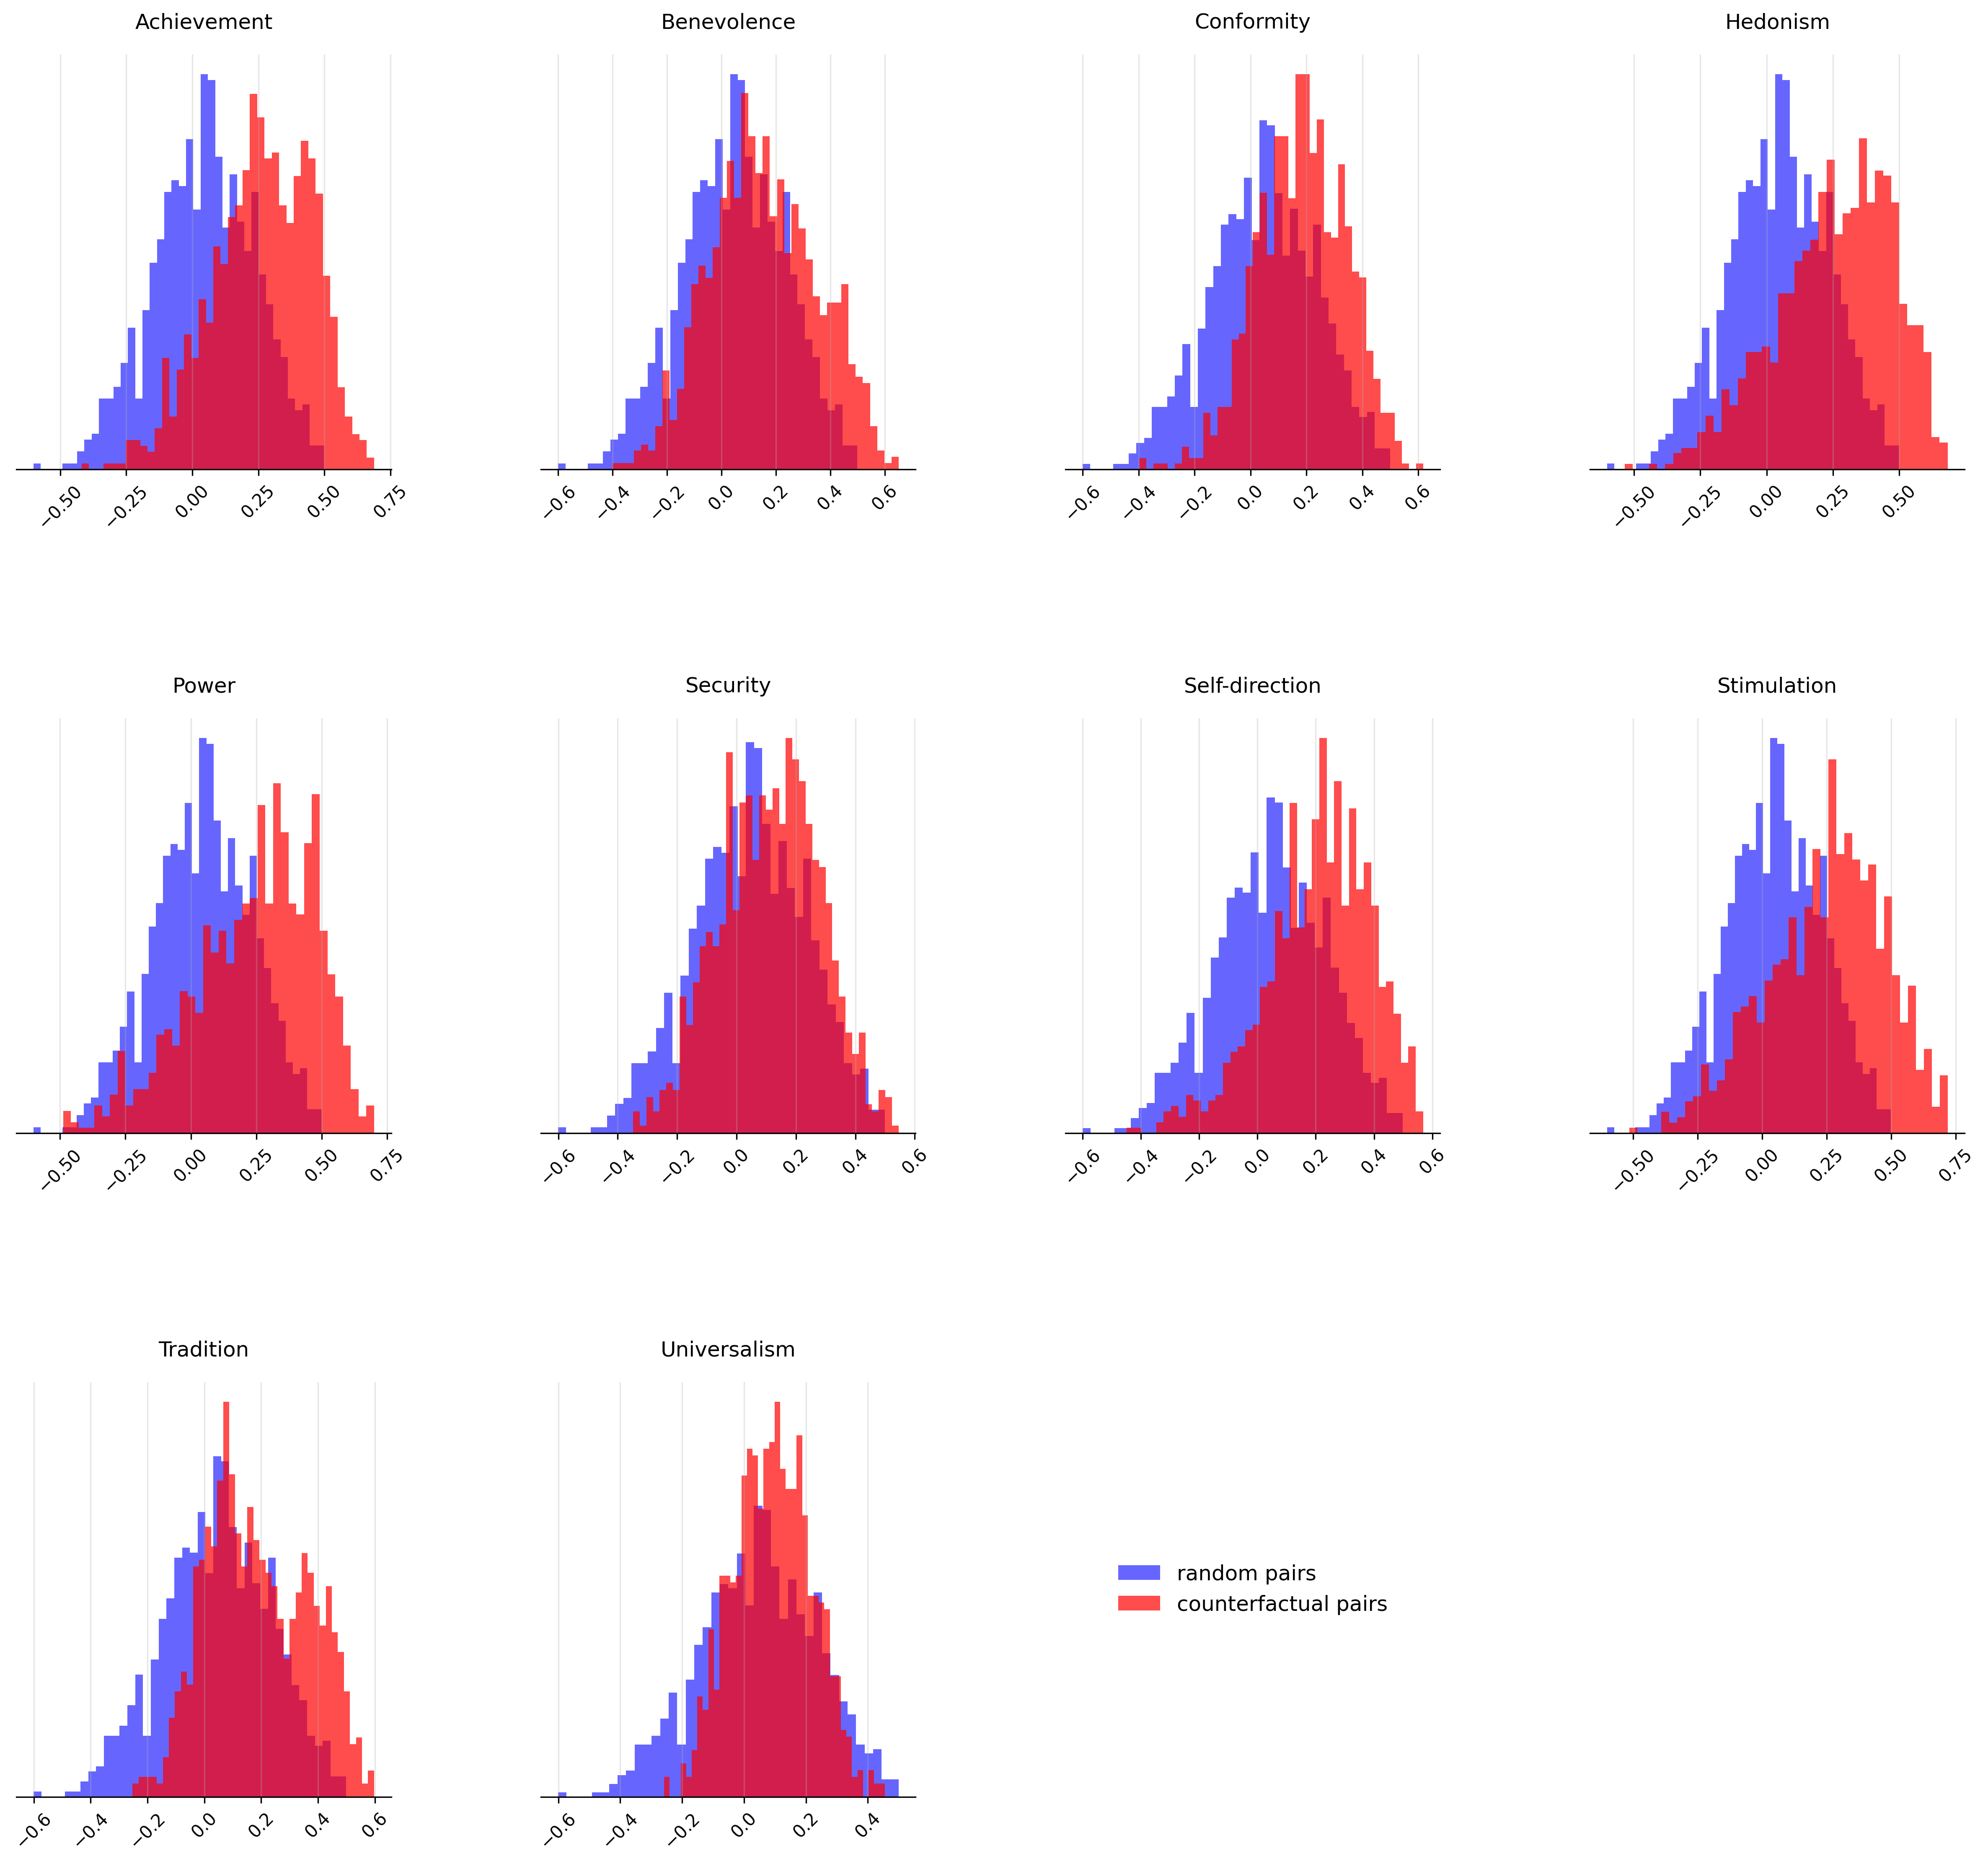 Achievement Benevolence Conformity Hedonism
−0.50 −0.25 0.00 0.25 0.50 0.75 −0.6 −0.4 −0.2 0.0 0.2 0.4 0.6 −0.6 −0.4 −0.2 0.0 0.2 0.4 0.6 −0.50 −0.25 0.00 0.25 0.50
Power Security Self-direction Stimulation
−0.50 −0.25 0.00 0.25 0.50 0.75 −0.6 −0.4 −0.2 0.0 0.2 0.4 0.6 −0.6 −0.4 −0.2 0.0 0.2 0.4 0.6 −0.50 −0.25 0.00 0.25 0.50 0.75
Tradition Universalism
random pairs
counterfactual pairs
−0.6 −0.4 −0.2 0.0 0.2 0.4 0.6 −0.6 −0.4 −0.2 0.0 0.2 0.4